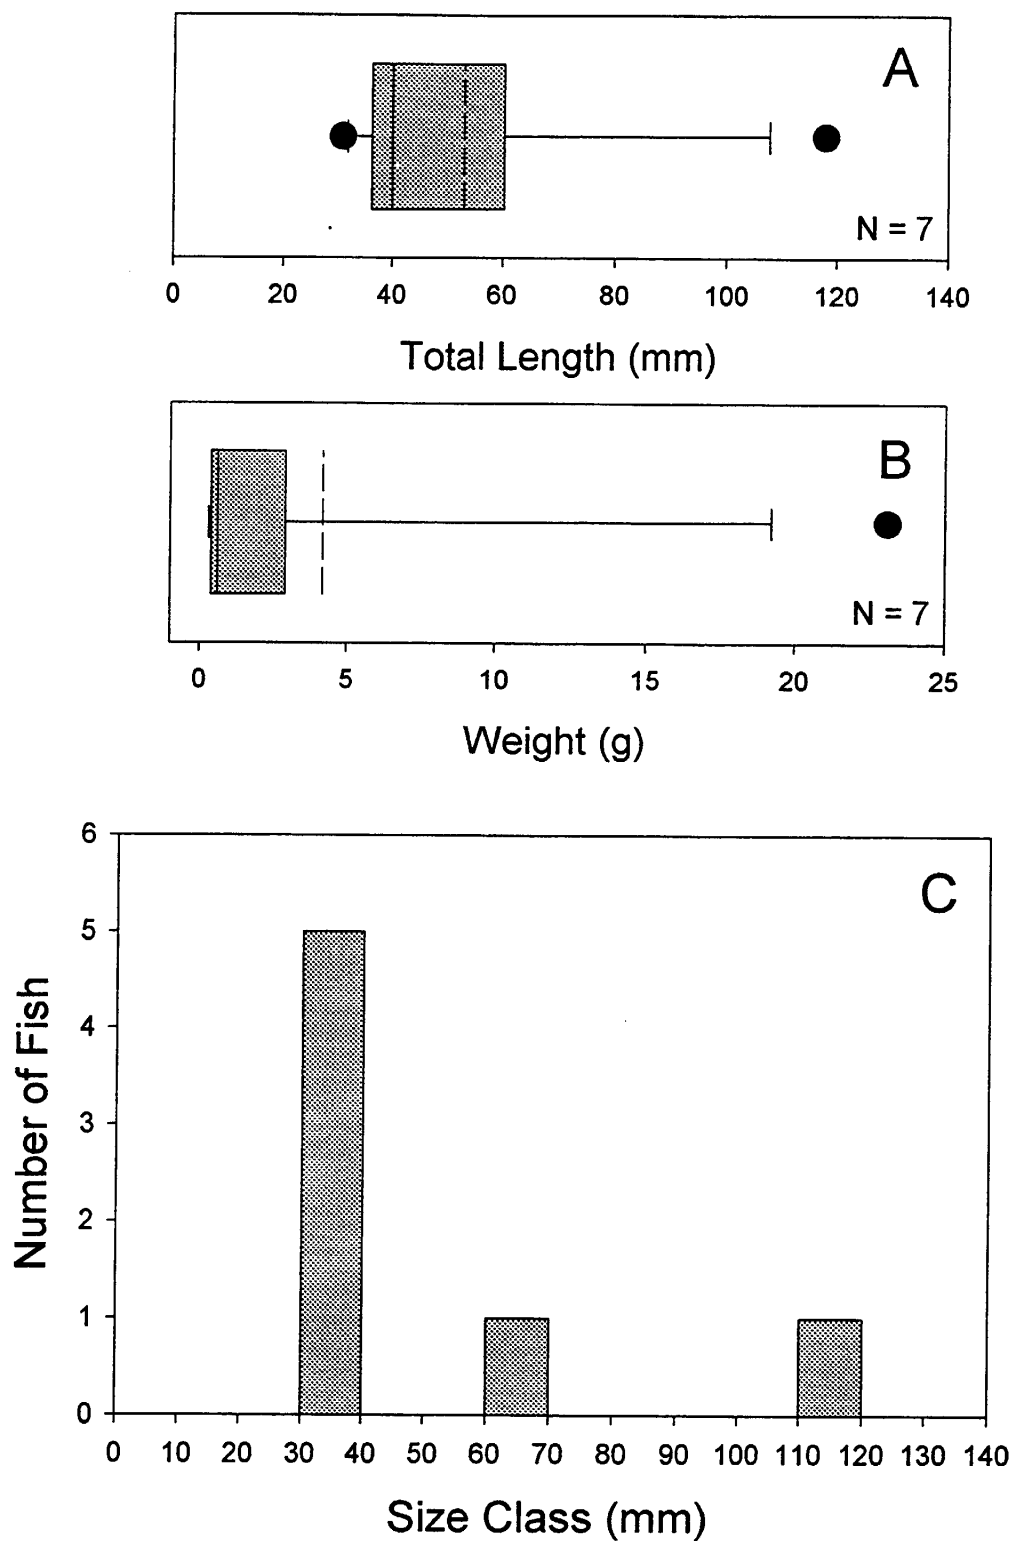 A
N = 7
0 20 40 60 80 100 120 140
Total Length (mm)
B
N = 7
0 5 10 15 20 25
Weight (g)
6
C
5
4
3
2
1
0
Number of Fish
0 10 20 30 40 50 60 70 80 90 100 110 120 130 140
Size Class (mm)